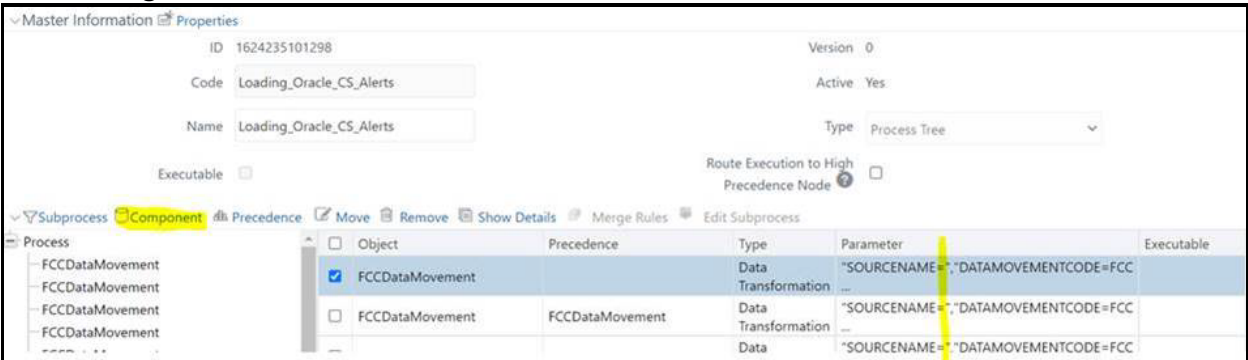 Master Information Properties
ID 1624235101298 Version 0
Code Loading_Oracle_CS_Alerts Active Yes
Name Loading_Oracle_CS_Alerts Type Process Tree
Executable Route Execution to High
Precedence Node
Subprocess Component Precedence Move Remove Show Details Merge Rules Edit Subprocess
Process Object Precedence Type Parameter Executable
FCCDataMovement FCCDataMovement Data "SOURCENAME=","DATAMOVEMENTCODE=FCC
FCCDataMovement Transformation ...
FCCDataMovement FCCDataMovement FCCDataMovement Data "SOURCENAME=","DATAMOVEMENTCODE=FCC
FCCDataMovement Transformation ...
Data "SOURCENAME=","DATAMOVEMENTCODE=FCC